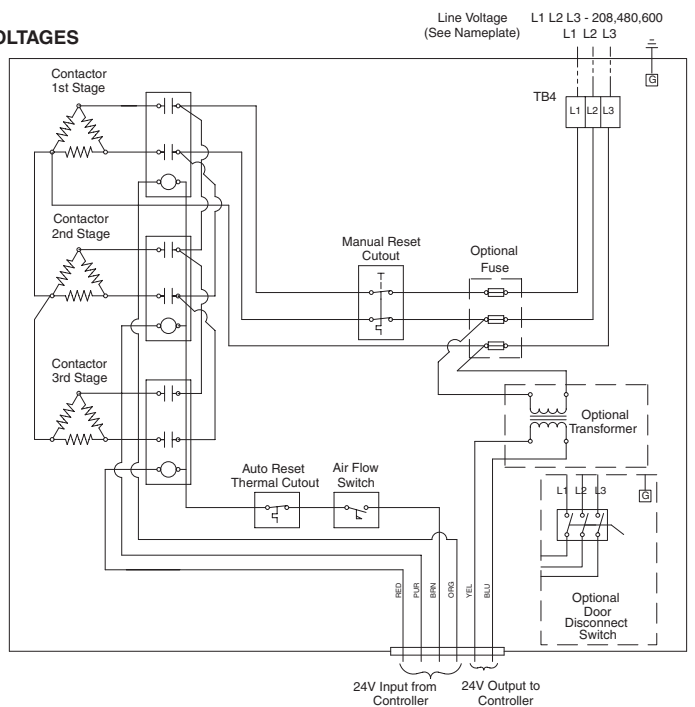 OLTAGES
Line Voltage
(See Nameplate)
L1 L2 L3 - 208,480,600
L1 L2 L3
G
TB4
L1 L2 L3
Contactor
1st Stage
Contactor
2nd Stage
Contactor
3rd Stage
Manual Reset
Cutout
Optional
Fuse
Optional
Transformer
Auto Reset
Thermal Cutout
Air Flow
Switch
L1 L2 L3
G
Optional
Door
Disconnect
Switch
RED
PUR
BRN
ORG
YEL
BLU
24V Input from
Controller
24V Output to
Controller